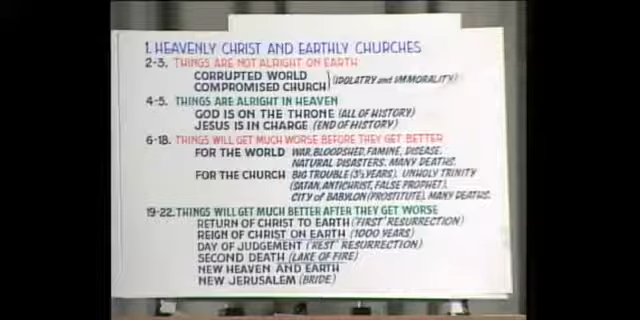 1. HEAVENLY CHRIST AND EARTHLY CHURCHES
2-3. THINGS ARE NOT ALRIGHT ON EARTH
CORRUPTED WORLD
COMPROMISED CHURCH } (IDOLATRY and IMMORALITY)
4-5. THINGS ARE ALRIGHT IN HEAVEN
GOD IS ON THE THRONE (ALL OF HISTORY)
JESUS IS IN CHARGE (END OF HISTORY)
6-18. THINGS WILL GET MUCH WORSE BEFORE THEY GET BETTER
FOR THE WORLD WAR, BLOODSHED, FAMINE, DISEASE,
NATURAL DISASTERS, MANY DEATHS.
FOR THE CHURCH BIG TROUBLE (3½ YEARS). UNHOLY TRINITY
(SATAN, ANTICHRIST, FALSE PROPHET).
CITY of BABYLON (PROSTITUTE). MANY DEATHS.
19-22. THINGS WILL GET MUCH BETTER AFTER THEY GET WORSE
RETURN OF CHRIST TO EARTH ('FIRST' RESURRECTION)
REIGN OF CHRIST ON EARTH (1000 YEARS)
DAY OF JUDGEMENT ('REST' RESURRECTION)
SECOND DEATH (LAKE OF FIRE)
NEW HEAVEN AND EARTH
NEW JERUSALEM (BRIDE)